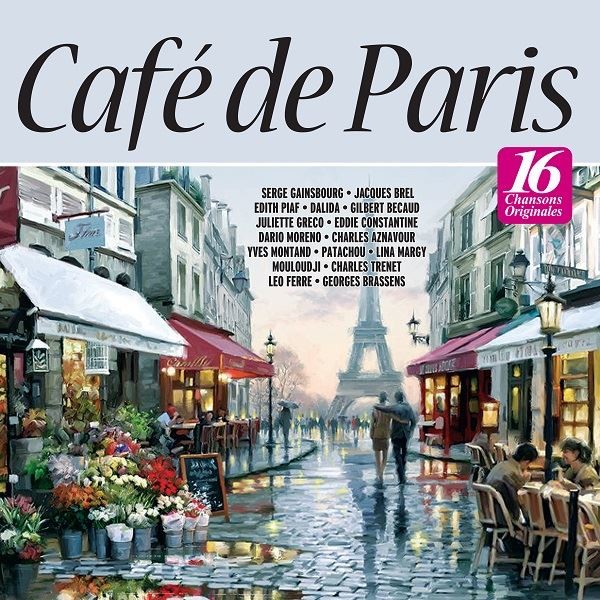 Café de Paris
16
Chansons
Originales
SERGE GAINSBOURG • JACQUES BREL
EDITH PIAF • DALIDA • GILBERT BECAUD
JULIETTE GRECO • EDDIE CONSTANTINE
DARIO MORENO • CHARLES AZNAVOUR
YVES MONTAND • PATACHOU • LINA MARGY
MOULOUDJI • CHARLES TRENET
LEO FERRE • GEORGES BRASSENS